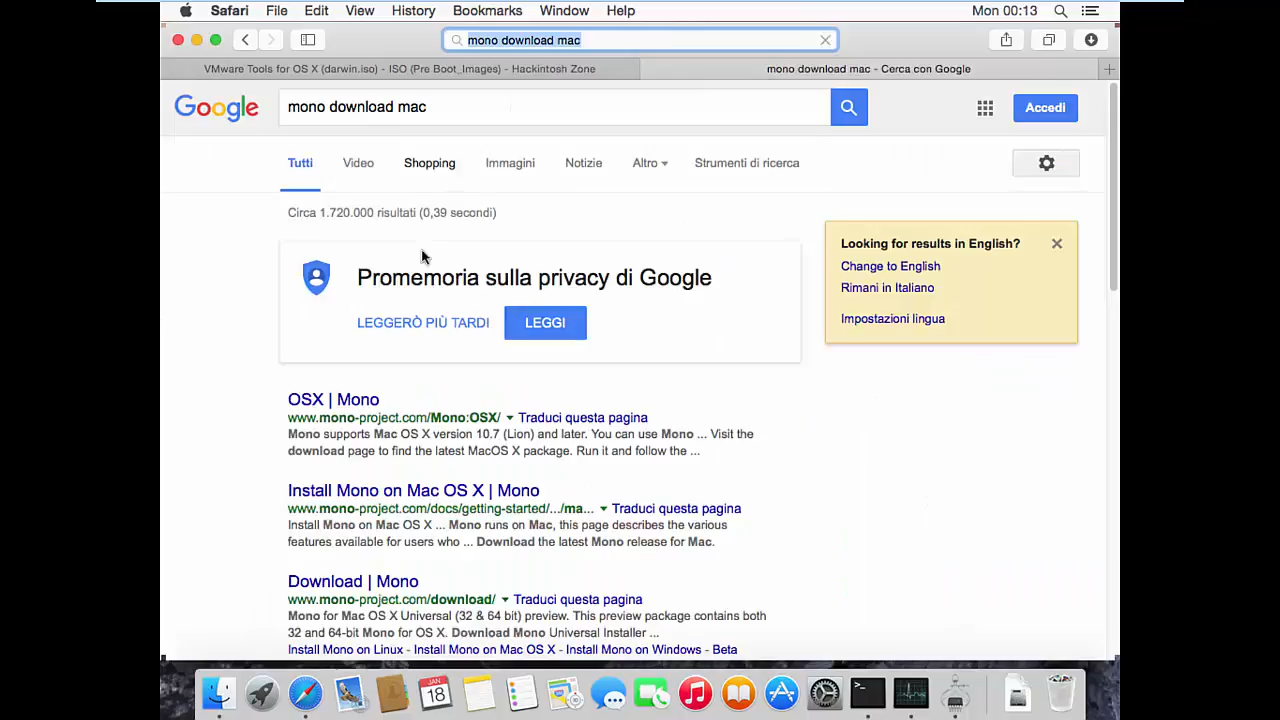 Safari File Edit View History Bookmarks Window Help Mon 00:13
mono download mac
VMware Tools for OS X (darwin.iso) - ISO (Pre Boot_Images) - Hackintosh Zone
mono download mac - Cerca con Google
Google
mono download mac
Accedi
Tutti Video Shopping Immagini Notizie Altro Strumenti di ricerca
Circa 1.720.000 risultati (0,39 secondi)
Promemoria sulla privacy di Google
LEGGERÒ PIÙ TARDI LEGGI
Looking for results in English?
Change to English
Rimani in Italiano
Impostazioni lingua
OSX | Mono
www.mono-project.com/Mono:OSX/ Traduci questa pagina
Mono supports Mac OS X version 10.7 (Lion) and later. You can use Mono ... Visit the
download page to find the latest MacOS X package. Run it and follow the ...
Install Mono on Mac OS X | Mono
www.mono-project.com/docs/getting-started/.../ma... Traduci questa pagina
Install Mono on Mac OS X ... Mono runs on Mac, this page describes the various
features available for users who ... Download the latest Mono release for Mac.
Download | Mono
www.mono-project.com/download/ Traduci questa pagina
Mono for Mac OS X Universal (32 & 64 bit) preview. This preview package contains both
32 and 64-bit Mono for OS X. Download Mono Universal Installer ...
Install Mono on Linux - Install Mono on Mac OS X - Install Mono on Windows - Beta
JAN
18